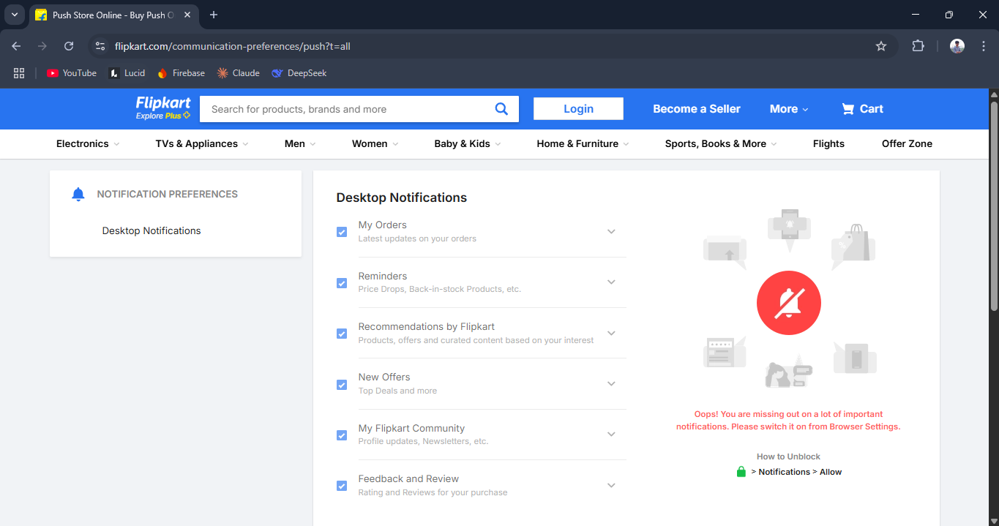 Push Store Online - Buy Push O
flipkart.com/communication-preferences/push?t=all
YouTube
Lucid
Firebase
Claude
DeepSeek
Flipkart
Explore Plus
Search for products, brands and more
Login
Become a Seller
More
Cart
Electronics
TVs & Appliances
Men
Women
Baby & Kids
Home & Furniture
Sports, Books & More
Flights
Offer Zone
NOTIFICATION PREFERENCES
Desktop Notifications
Desktop Notifications
My Orders
Latest updates on your orders
Reminders
Price Drops, Back-in-stock Products, etc.
Recommendations by Flipkart
Products, offers and curated content based on your interest
New Offers
Top Deals and more
My Flipkart Community
Profile updates, Newsletters, etc.
Feedback and Review
Rating and Reviews for your purchase
Oops! You are missing out on a lot of important
notifications. Please switch it on from Browser Settings.
How to Unblock
> Notifications > Allow